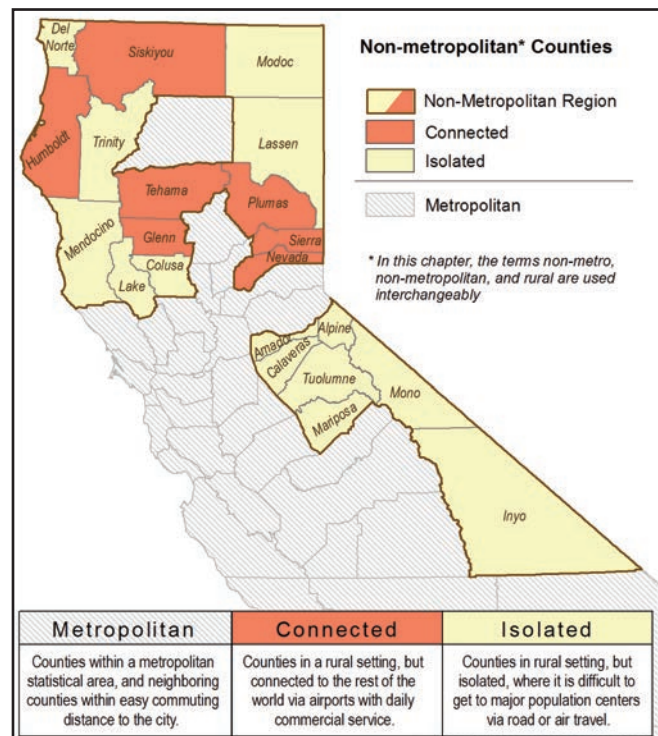 Del
Norte
Siskiyou
Modoc
Humboldt
Trinity
Lassen
Tehama
Plumas
Mendocino
Glenn
Sierra
Nevada
Colusa
Lake
Amador
Alpine
Calaveras
Tuolumne
Mono
Mariposa
Inyo
Non-metropolitan* Counties
Non-Metropolitan Region
Connected
Isolated
Metropolitan
* In this chapter, the terms non-metro,
non-metropolitan, and rural are used
interchangeably
Metropolitan
Counties within a metropolitan
statistical area, and neighboring
counties within easy commuting
distance to the city.
Connected
Counties in a rural setting, but
connected to the rest of the
world via airports with daily
commercial service.
Isolated
Counties in rural setting, but
isolated, where it is difficult to
get to major population centers
via road or air travel.